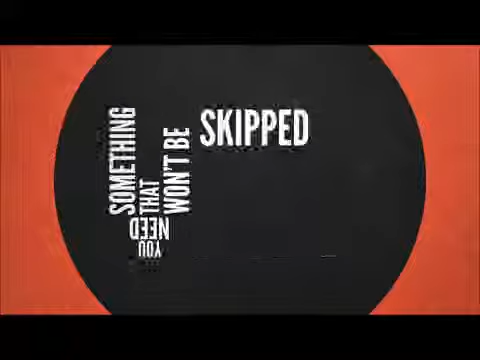 YOU
NEED
SOMETHING
THAT
WON'T BE
SKIPPED